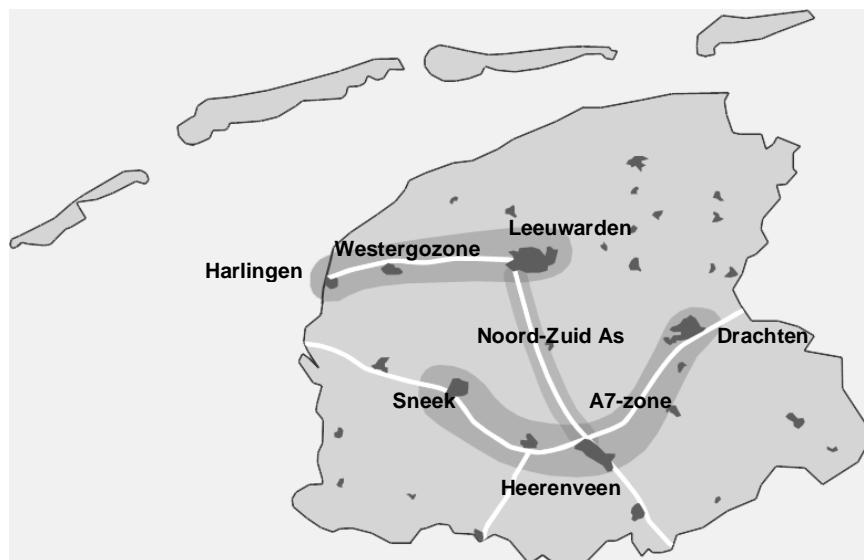 Leeuwarden
Westergozone
Harlingen
Noord-Zuid As
Drachten
Sneek
A7-zone
Heerenveen